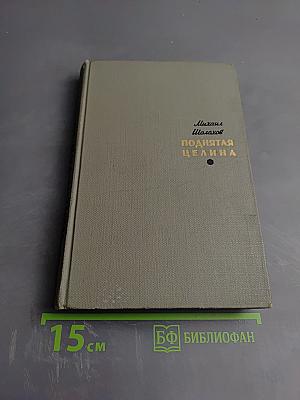 Михаил
Шолохов
ПОДНЯТАЯ
ЦЕЛИНА
15 см
БФ БИБЛИОФАН